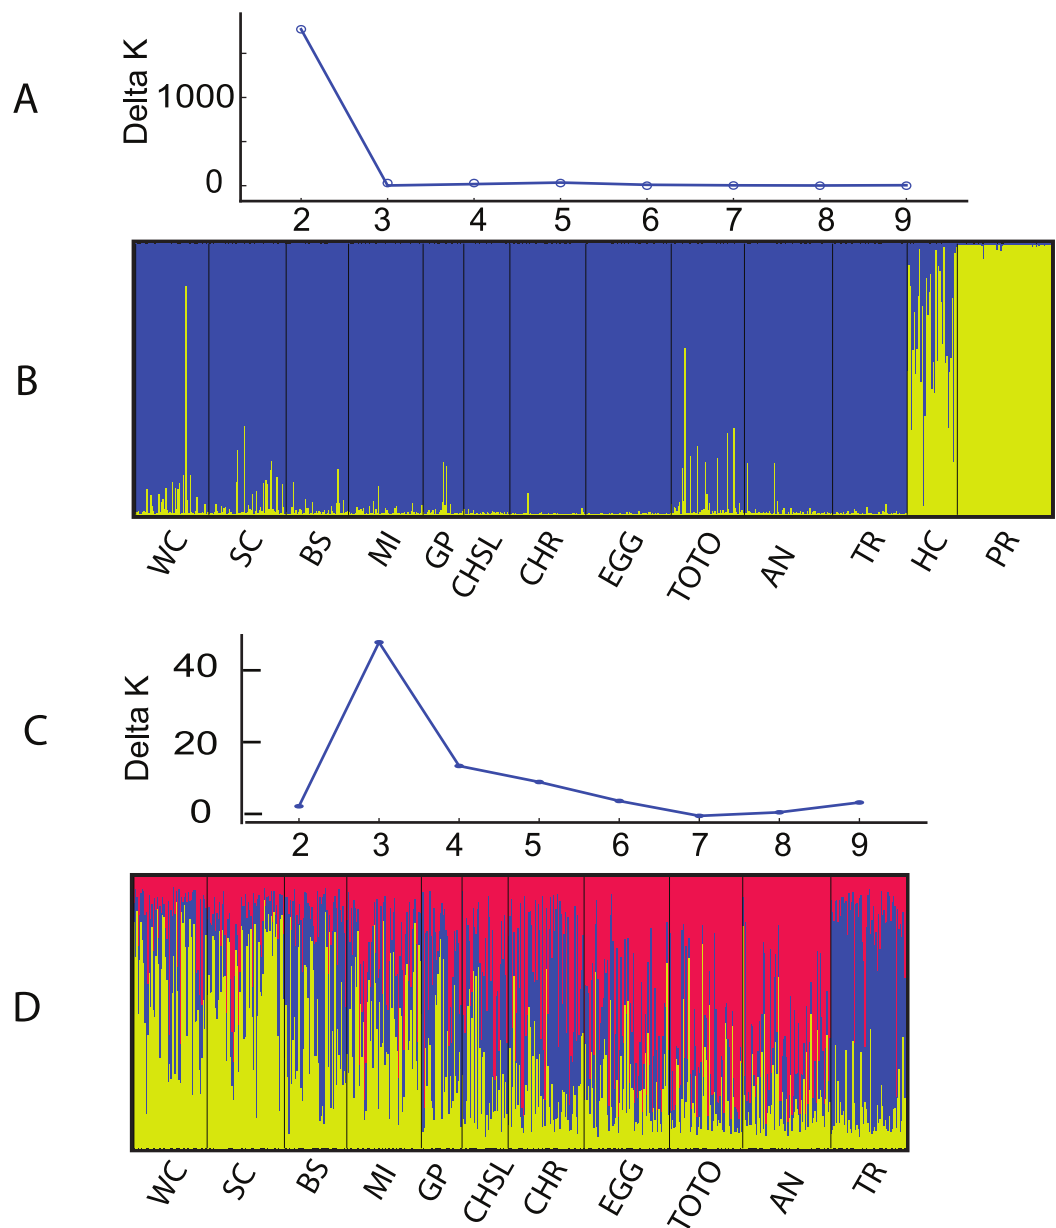 A
Delta K
1000
0
2 3 4 5 6 7 8 9
B
WC SC BS MI GP CHSL CHR EGG TOTO AN TR HC PR
C
Delta K
40
20
0
2 3 4 5 6 7 8 9
D
WC SC BS MI GP CHSL CHR EGG TOTO AN TR